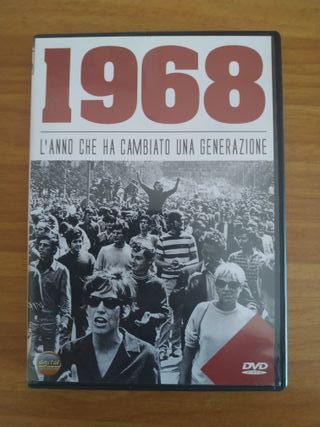 1968
L'ANNO CHE HA CAMBIATO UNA GENERAZIONE
DVD